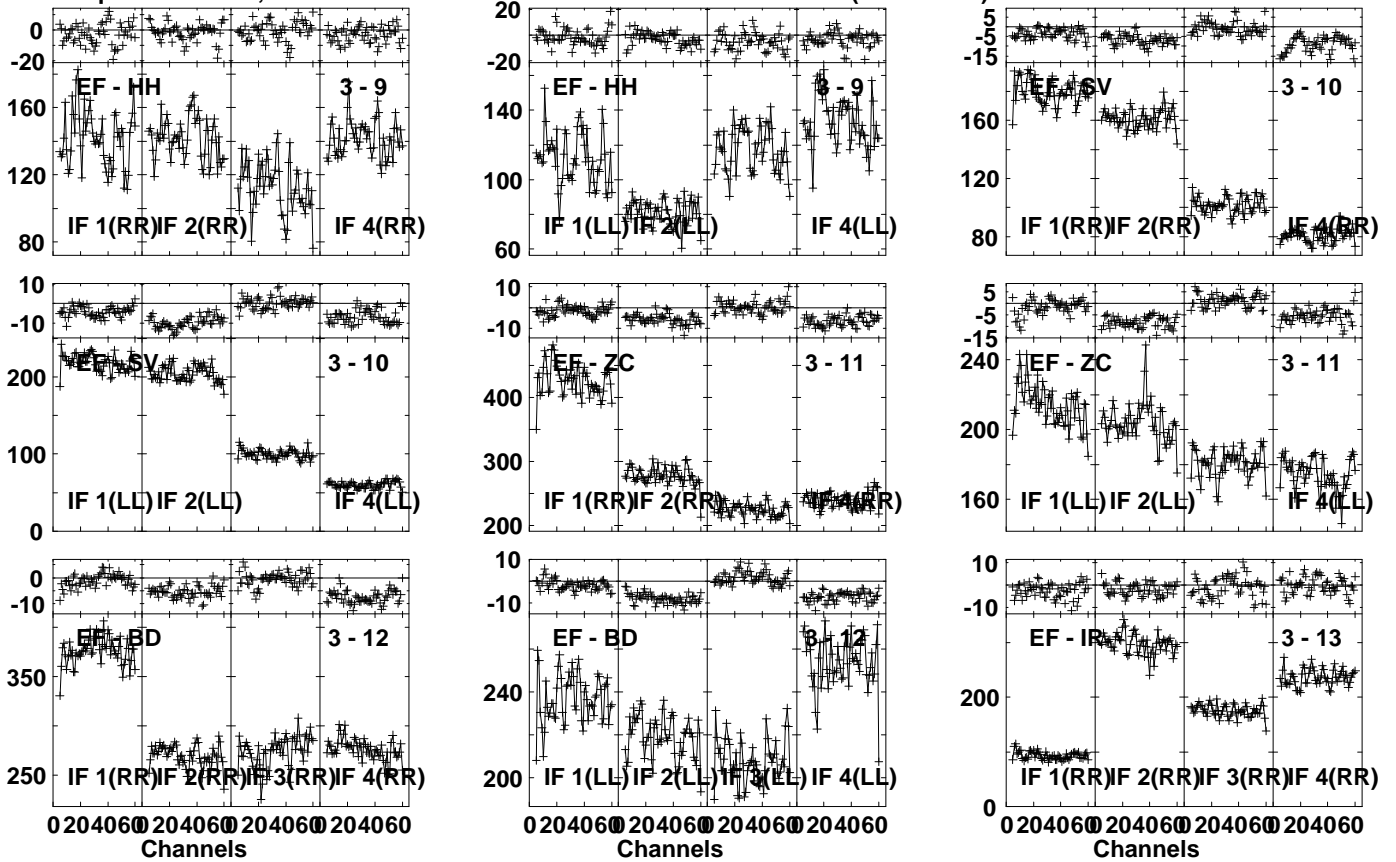 0
-20
EF - HH
3 - 9
160
120
80
IF 1(RR)
IF 2(RR)
IF 4(RR)
20
0
-20
EF - HH
3 - 9
140
100
60
IF 1(LL)
IF 2(LL)
IF 4(LL)
5
-5
-15
EF - SV
3 - 10
160
120
80
IF 1(RR)
IF 2(RR)
IF 4(RR)
10
-10
EF - SV
3 - 10
200
100
0
IF 1(LL)
IF 2(LL)
IF 4(LL)
10
-10
EF - ZC
3 - 11
400
300
200
IF 1(RR)
IF 2(RR)
IF 4(RR)
5
-5
-15
EF - ZC
3 - 11
240
200
160
IF 1(LL)
IF 2(LL)
IF 4(LL)
0
-10
EF - BD
3 - 12
350
250
IF 1(RR)
IF 2(RR)
IF 3(RR)
IF 4(RR)
0 20 40 60 0 20 40 60 0 20 40 60 0 20 40 60
Channels
10
-10
EF - BD
3 - 12
240
200
IF 1(LL)
IF 2(LL)
IF 3(LL)
IF 4(LL)
0 20 40 60 0 20 40 60 0 20 40 60 0 20 40 60
Channels
10
-10
EF - IR
3 - 13
200
0
IF 1(RR)
IF 2(RR)
IF 3(RR)
IF 4(RR)
0 20 40 60 0 20 40 60 0 20 40 60 0 20 40 60
Channels